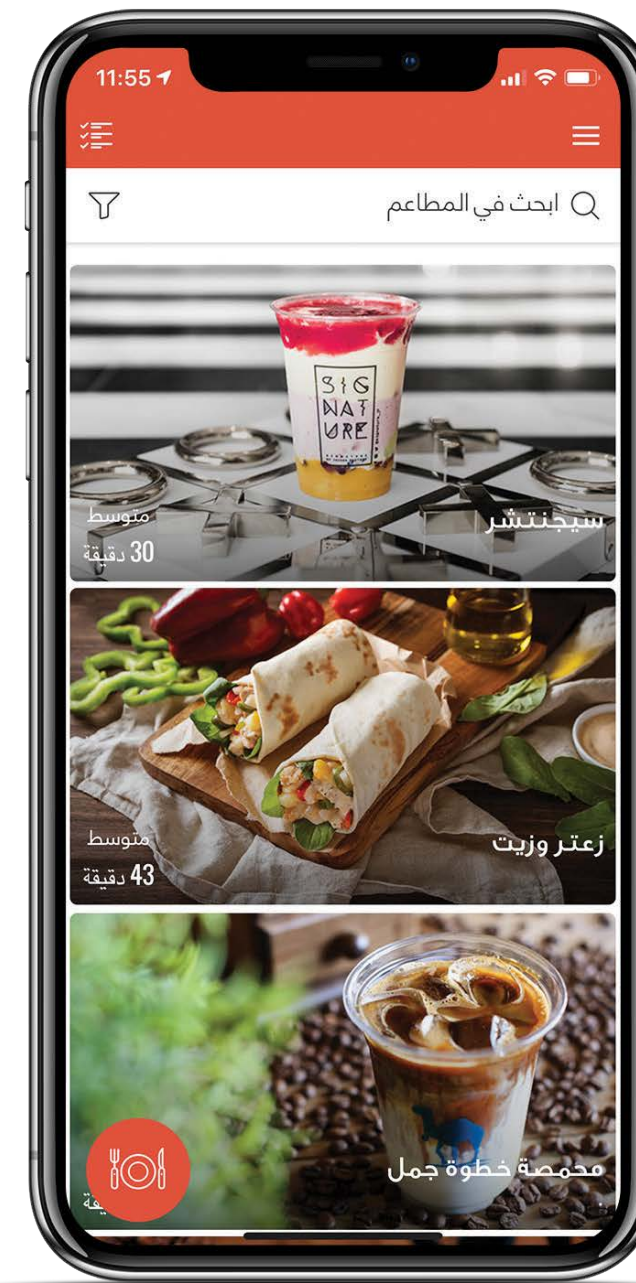 11:55
ابحث في المطاعم
SIG
NAT
URE
سيجنتشر
متوسط
30 دقيقة
زعتر وزيت
متوسط
43 دقيقة
محمصة خطوة جمل